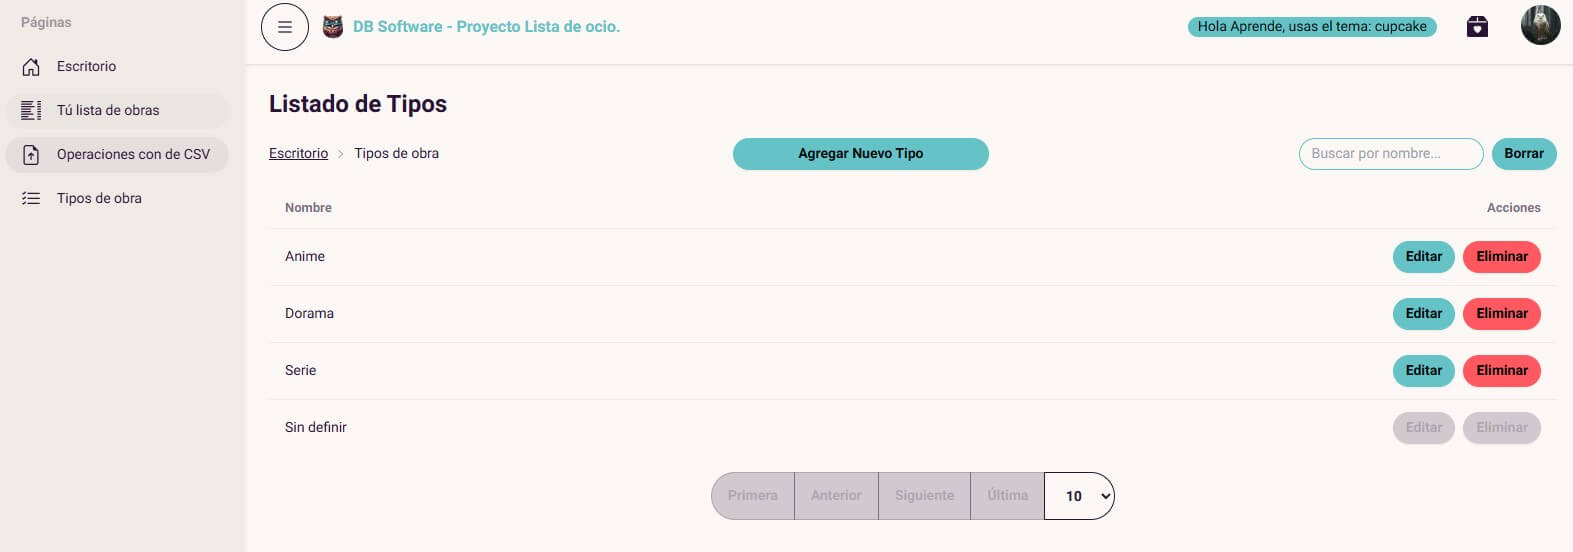 Páginas
Escritorio
Tú lista de obras
Operaciones con de CSV
Tipos de obra
DB Software - Proyecto Lista de ocio.
Hola Aprende, usas el tema: cupcake
Listado de Tipos
Escritorio > Tipos de obra
Agregar Nuevo Tipo
Buscar por nombre...
Borrar
Nombre Acciones
Anime Editar Eliminar
Dorama Editar Eliminar
Serie Editar Eliminar
Sin definir Editar Eliminar
Primera Anterior Siguiente Última 10